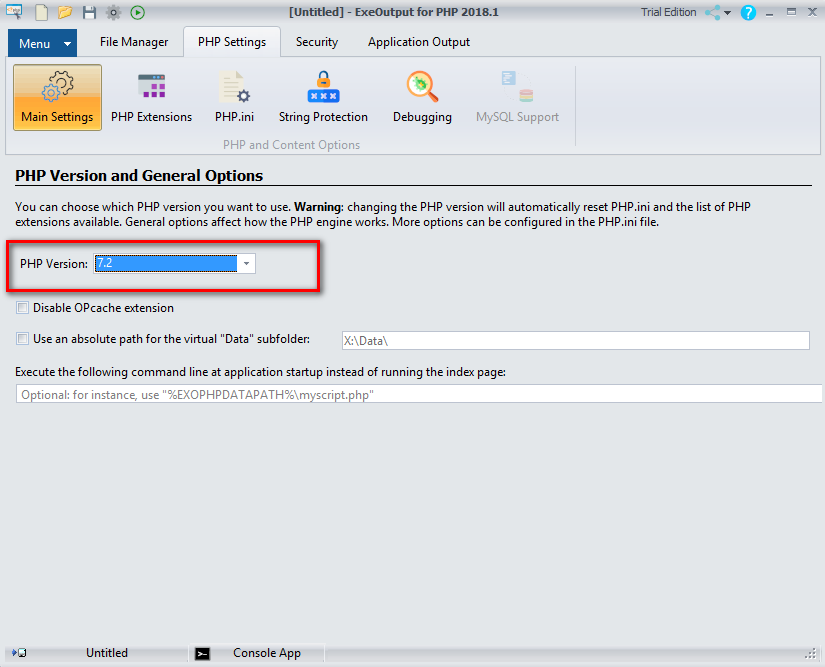 [Untitled] - ExeOutput for PHP 2018.1
Trial Edition
Menu
File Manager
PHP Settings
Security
Application Output
Main Settings
PHP Extensions
PHP.ini
String Protection
Debugging
MySQL Support
PHP and Content Options
PHP Version and General Options
You can choose which PHP version you want to use. Warning: changing the PHP version will automatically reset PHP.ini and the list of PHP
extensions available. General options affect how the PHP engine works. More options can be configured in the PHP.ini file.
PHP Version: 7.2
Disable OPcache extension
Use an absolute path for the virtual "Data" subfolder: X:\Data\
Execute the following command line at application startup instead of running the index page:
Optional: for instance, use "%EXOPHPDATAPATH%\myscript.php"
Untitled
Console App